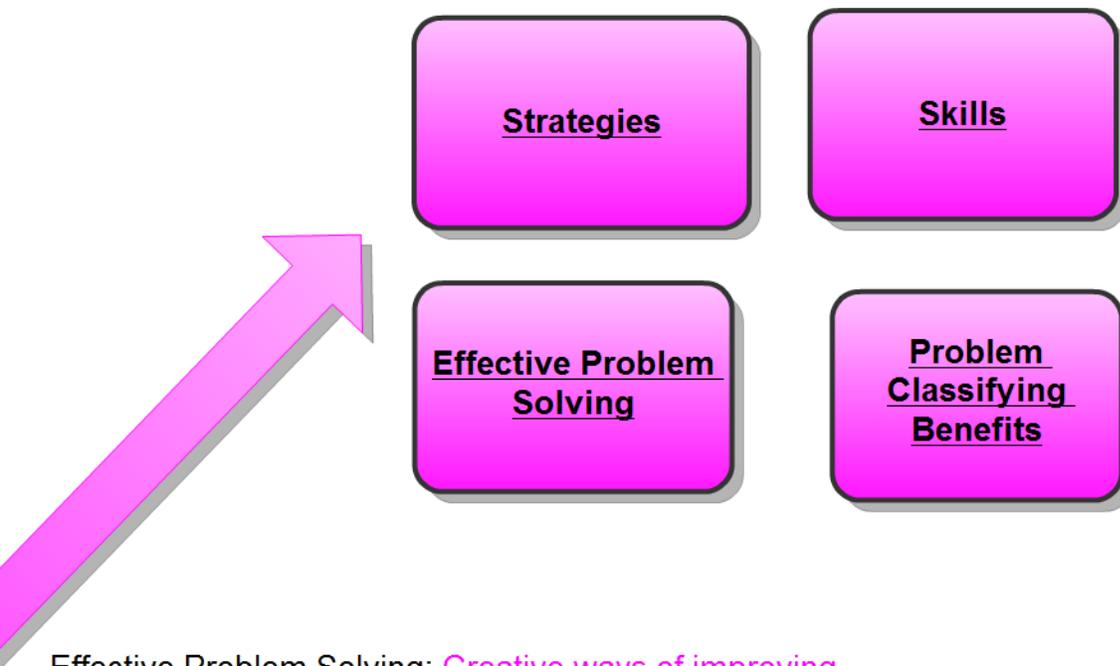 Strategies
Skills
Effective Problem
Solving
Problem
Classifying
Benefits
Effective Problem Solving: Creative ways of improving